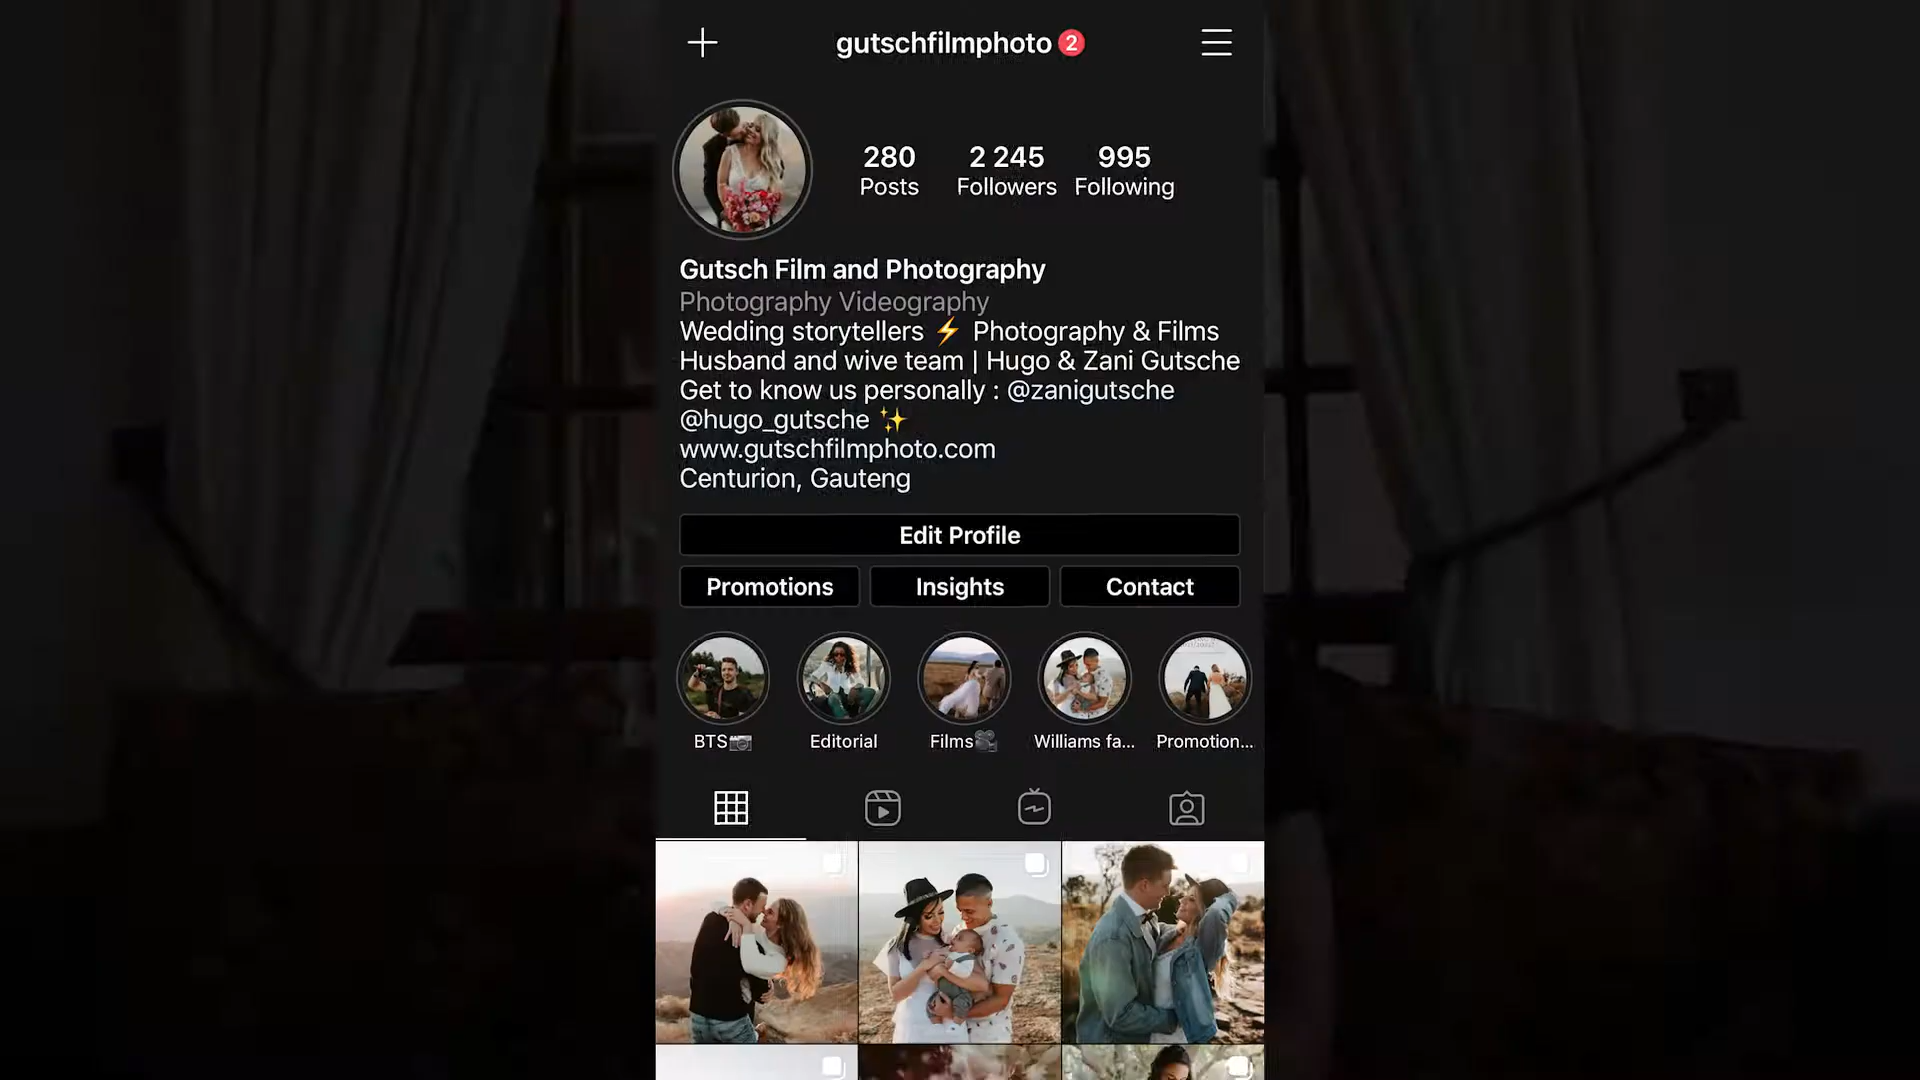 gutschfilmphoto 2
280 2 245 995
Posts Followers Following
Gutsch Film and Photography
Photography Videography
Wedding storytellers ⚡ Photography & Films
Husband and wive team | Hugo & Zani Gutsche
Get to know us personally : @zanigutsche
@hugo_gutsche ✨
www.gutschfilmphoto.com
Centurion, Gauteng
Edit Profile
Promotions Insights Contact
BTS📷 Editorial Films🎥 Williams fa... Promotion...